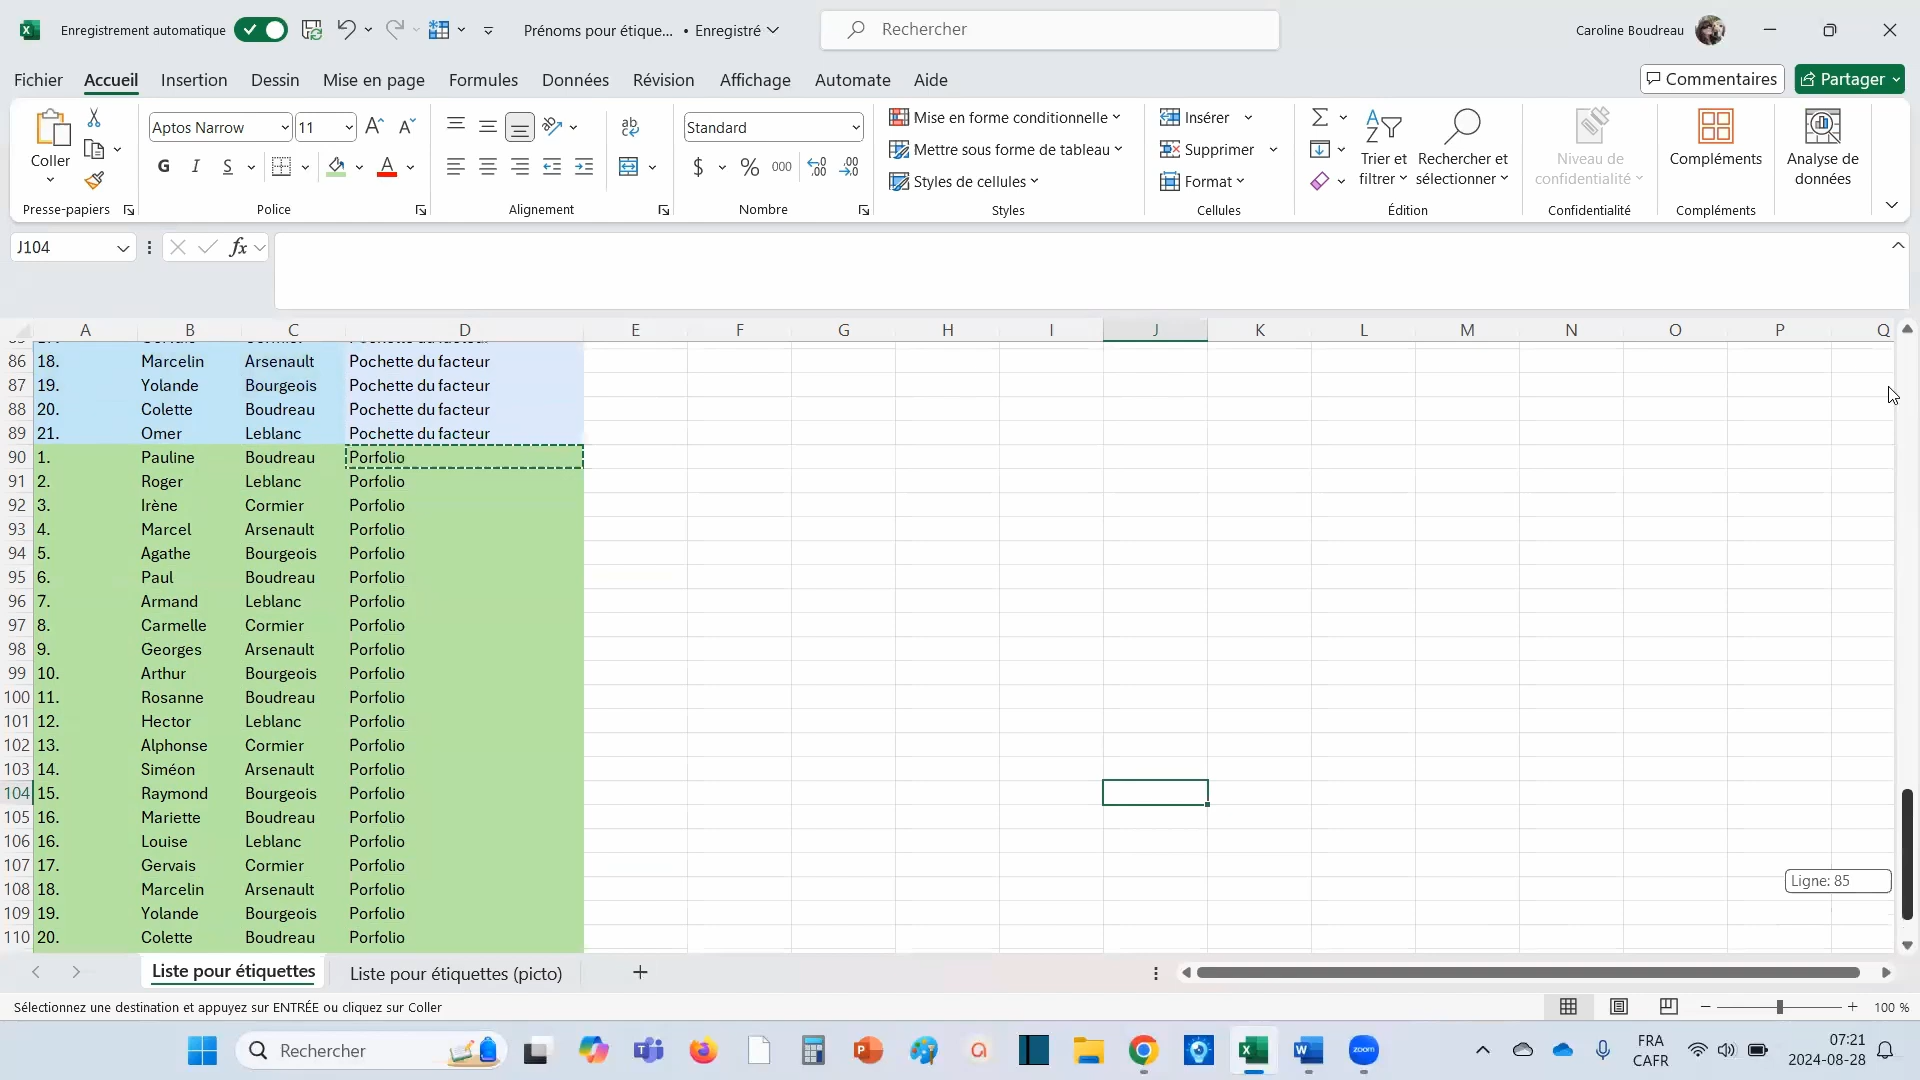 Enregistrement automatique Prénoms pour étique... • Enregistré Rechercher Caroline Boudreau
Fichier Accueil Insertion Dessin Mise en page Formules Données Révision Affichage Automate Aide Commentaires Partager
Coller
Presse-papiers
Aptos Narrow 11
G I S
Police
Alignement
Standard
$ % 000
Nombre
Mise en forme conditionnelle
Mettre sous forme de tableau
Styles de cellules
Styles
Insérer
Supprimer
Format
Cellules
Trier et filtrer
Rechercher et sélectionner
Édition
Niveau de confidentialité
Confidentialité
Compléments
Compléments
Analyse de données
J104 fx
A B C D E F G H I J K L M N O P Q
86 18. Marcelin Arsenault Pochette du facteur
87 19. Yolande Bourgeois Pochette du facteur
88 20. Colette Boudreau Pochette du facteur
89 21. Omer Leblanc Pochette du facteur
90 1. Pauline Boudreau Porfolio
91 2. Roger Leblanc Porfolio
92 3. Irène Cormier Porfolio
93 4. Marcel Arsenault Porfolio
94 5. Agathe Bourgeois Porfolio
95 6. Paul Boudreau Porfolio
96 7. Armand Leblanc Porfolio
97 8. Carmelle Cormier Porfolio
98 9. Georges Arsenault Porfolio
99 10. Arthur Bourgeois Porfolio
100 11. Rosanne Boudreau Porfolio
101 12. Hector Leblanc Porfolio
102 13. Alphonse Cormier Porfolio
103 14. Siméon Arsenault Porfolio
104 15. Raymond Bourgeois Porfolio
105 16. Mariette Boudreau Porfolio
106 16. Louise Leblanc Porfolio
107 17. Gervais Cormier Porfolio
108 18. Marcelin Arsenault Porfolio
Ligne: 85
109 19. Yolande Bourgeois Porfolio
110 20. Colette Boudreau Porfolio
Liste pour étiquettes Liste pour étiquettes (picto)
Sélectionnez une destination et appuyez sur ENTRÉE ou cliquez sur Coller 100 %
Rechercher
zoom
FRA
CAFR
07:21
2024-08-28